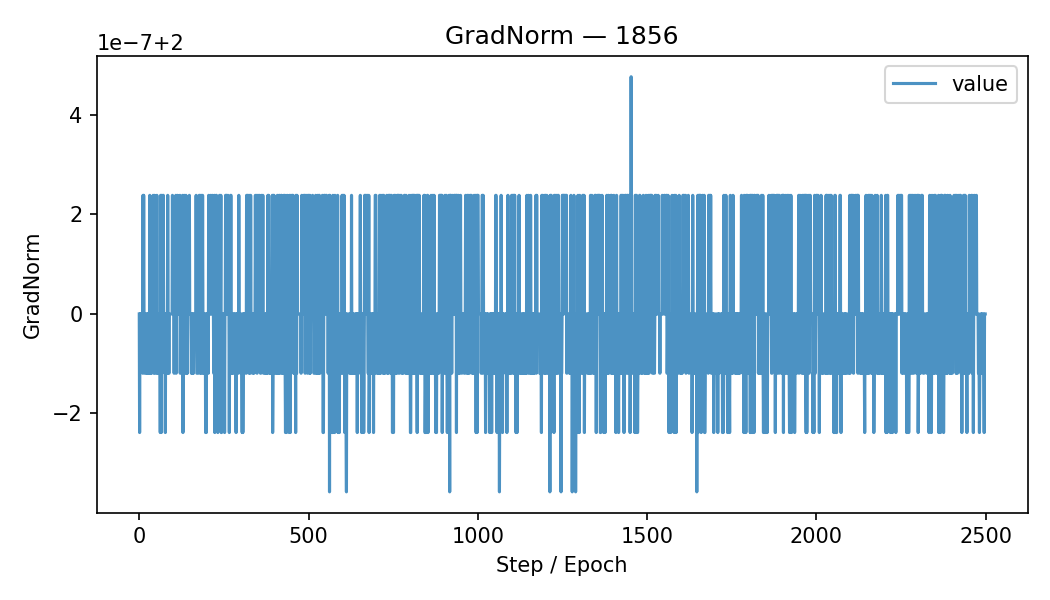 GradNorm — 1856
1e−7+2
value
4
2
0
−2
GradNorm
0
500
1000
1500
2000
2500
Step / Epoch